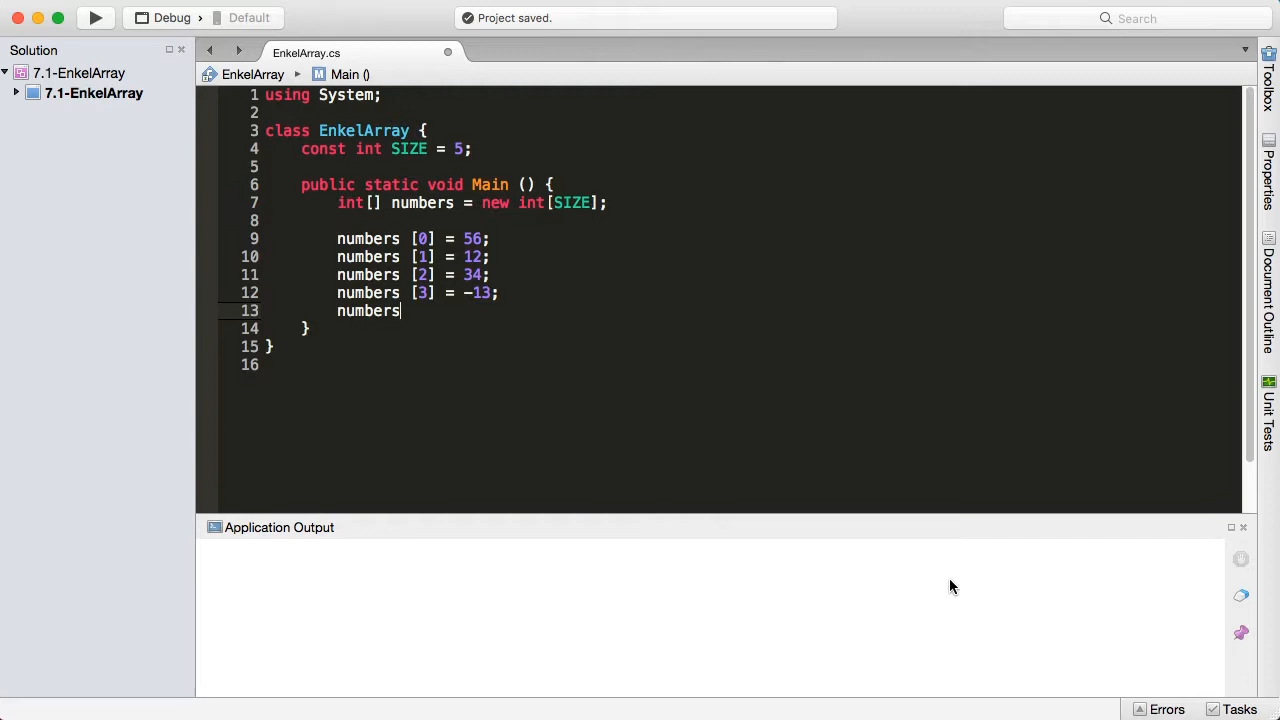 Debug
Default
Project saved.
Search
Solution
EnkelArray.cs
7.1-EnkelArray
7.1-EnkelArray
EnkelArray
Main ()
1 using System;
2
3 class EnkelArray {
4 const int SIZE = 5;
5
6 public static void Main () {
7 int[] numbers = new int[SIZE];
8
9 numbers [0] = 56;
10 numbers [1] = 12;
11 numbers [2] = 34;
12 numbers [3] = -13;
13 numbers
14 }
15 }
16
Toolbox
Properties
Document Outline
Unit Tests
Application Output
Errors
Tasks